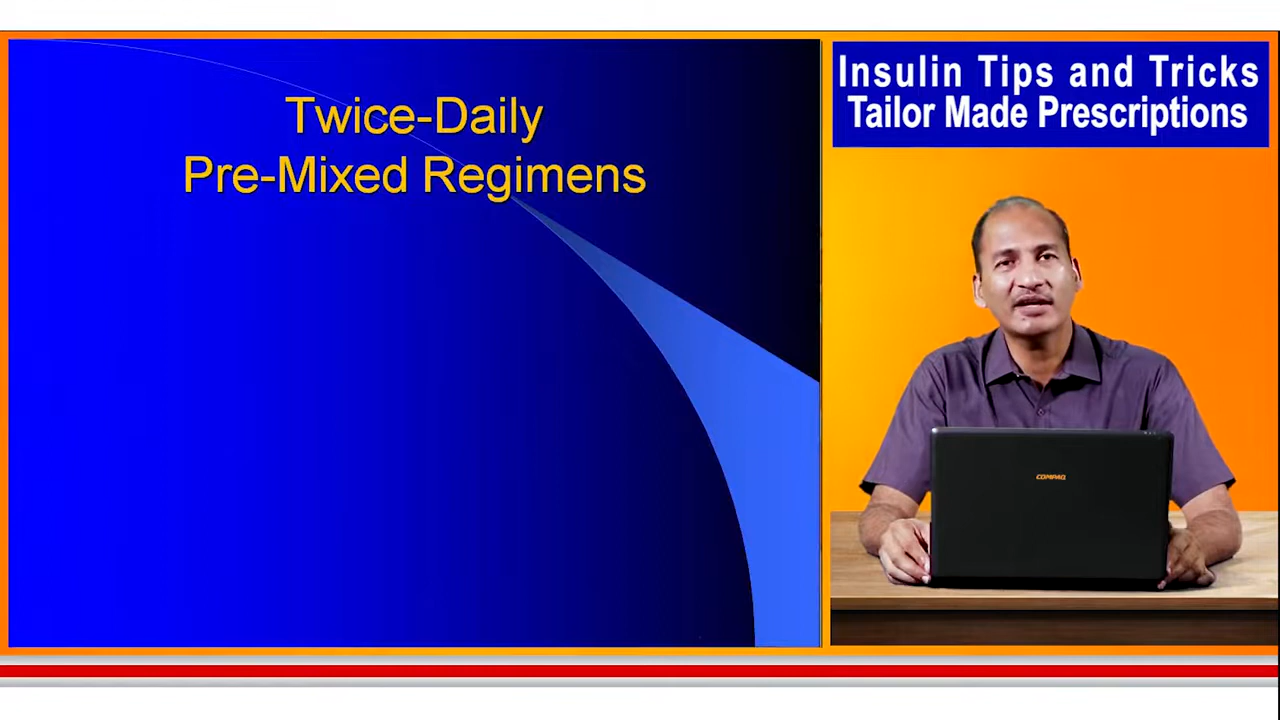 Twice-Daily
Pre-Mixed Regimens
Insulin Tips and Tricks
Tailor Made Prescriptions
COMPAQ